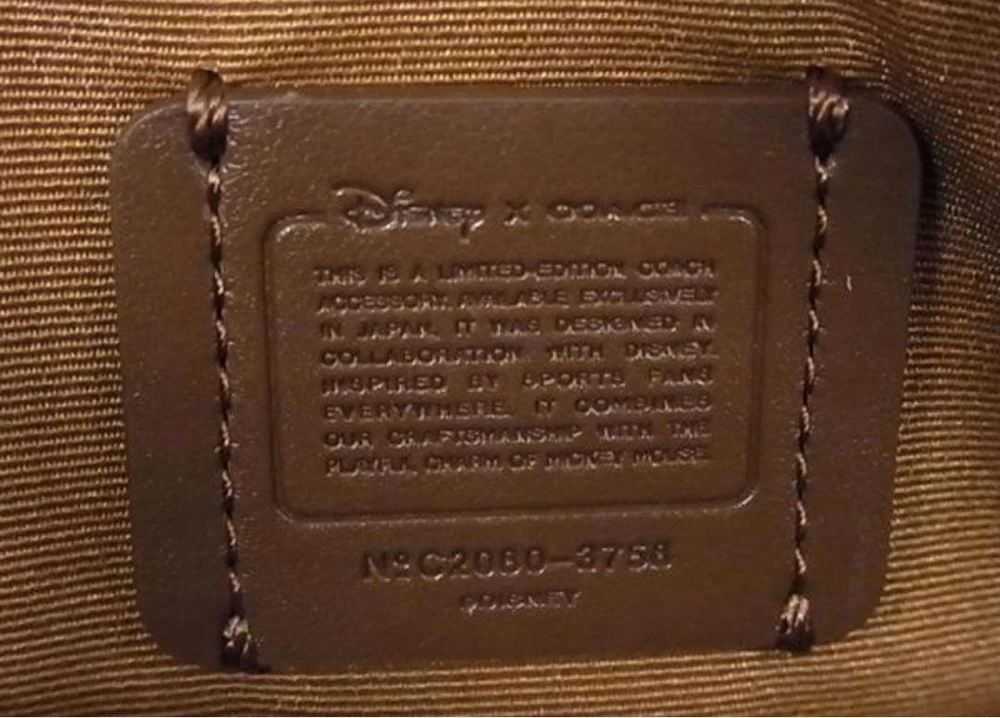 Disney X COACH
THIS IS A LIMITED-EDITION COACH
ACCESSORY, AVAILABLE EXCLUSIVELY
IN JAPAN. IT WAS DESIGNED IN
COLLABORATION WITH DISNEY.
INSPIRED BY SPORTS FANS
EVERYWHERE, IT COMBINES
OUR CRAFTSMANSHIP WITH THE
PLAYFUL CHARM OF MICKEY MOUSE.
Nº C2080-3758
©DISNEY